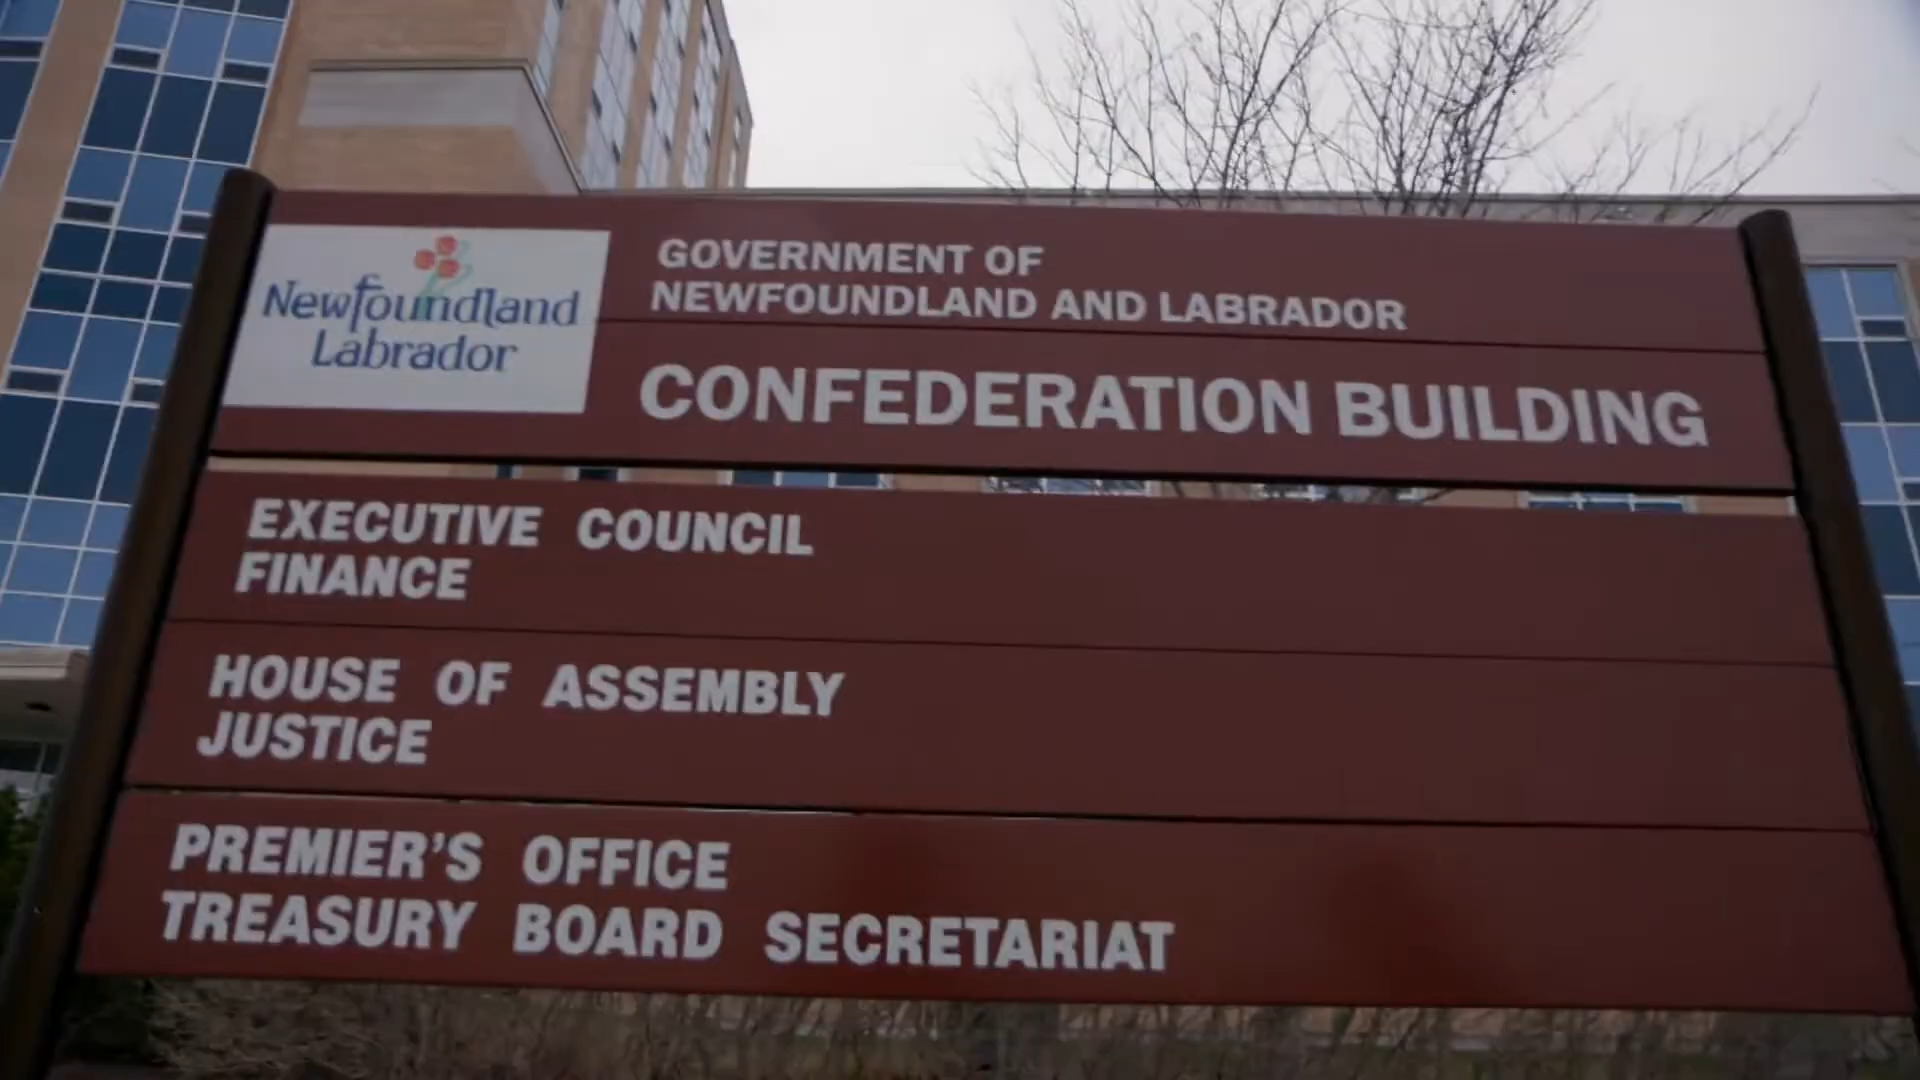 Newfoundland
Labrador
GOVERNMENT OF
NEWFOUNDLAND AND LABRADOR
CONFEDERATION BUILDING
EXECUTIVE COUNCIL
FINANCE
HOUSE OF ASSEMBLY
JUSTICE
PREMIER'S OFFICE
TREASURY BOARD SECRETARIAT